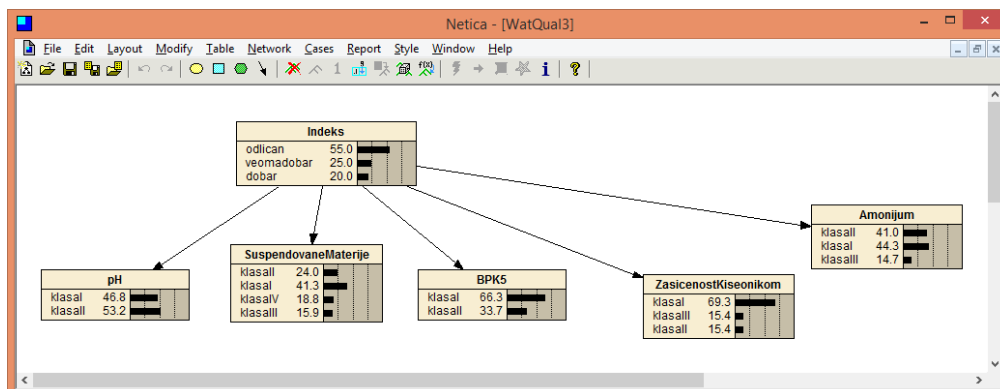 Netica - [WatQual3]
File Edit Layout Modify Table Network Cases Report Style Window Help
Indeks
odlican 55.0
veomadobar 25.0
dobar 20.0
Amonijum
klasaII 41.0
klasaI 44.3
klasaIII 14.7
SuspendovaneMaterije
klasaII 24.0
klasaI 41.3
klasaIV 18.8
klasaIII 15.9
pH
klasaI 46.8
klasaII 53.2
BPK5
klasaI 66.3
klasaII 33.7
ZasicenostKiseonikom
klasaI 69.3
klasaIII 15.4
klasaII 15.4